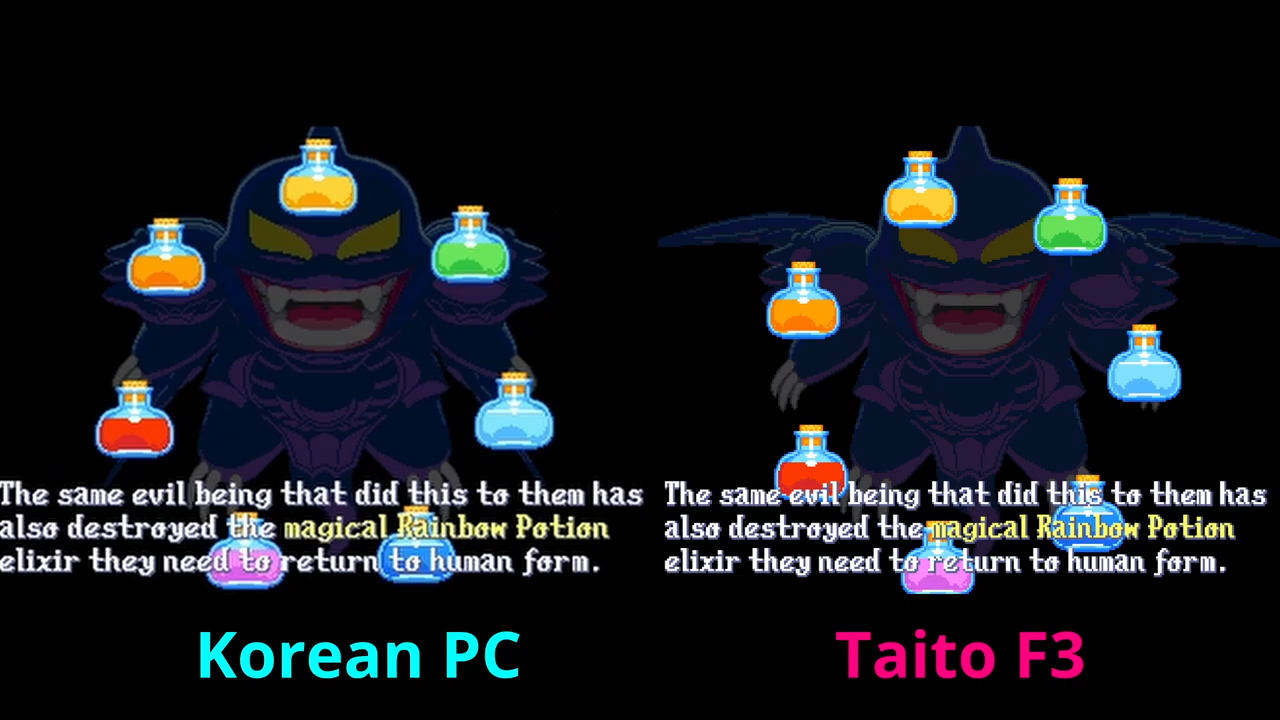 The same evil being that did this to them has
also destroyed the magical Rainbow Potion
elixir they need to return to human form.
The same evil being that did this to them has
also destroyed the magical Rainbow Potion
elixir they need to return to human form.
Korean PC
Taito F3